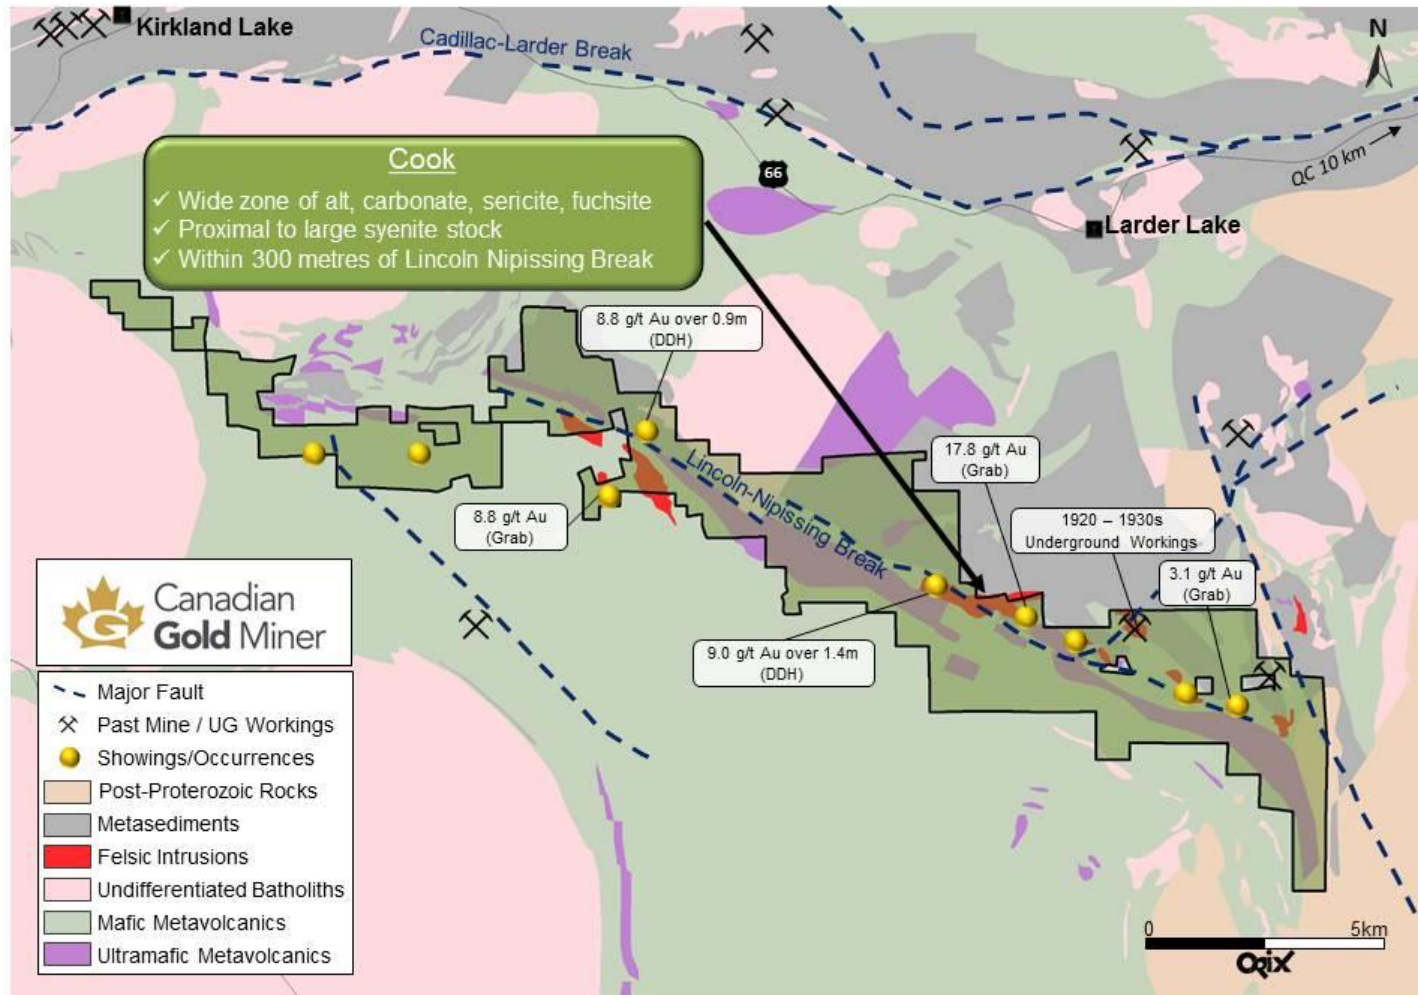 Kirkland Lake
Cadillac-Larder Break
N
QC 10 km
66
Larder Lake
Cook
✓ Wide zone of alt, carbonate, sericite, fuchsite
✓ Proximal to large syenite stock
✓ Within 300 metres of Lincoln Nipissing Break
8.8 g/t Au over 0.9m
(DDH)
17.8 g/t Au
(Grab)
Lincoln-Nipissing Break
8.8 g/t Au
(Grab)
1920 – 1930s
Underground Workings
3.1 g/t Au
(Grab)
9.0 g/t Au over 1.4m
(DDH)
Canadian
Gold Miner
Major Fault
Past Mine / UG Workings
Showings/Occurrences
Post-Proterozoic Rocks
Metasediments
Felsic Intrusions
Undifferentiated Batholiths
Mafic Metavolcanics
Ultramafic Metavolcanics
0 5km
Orix